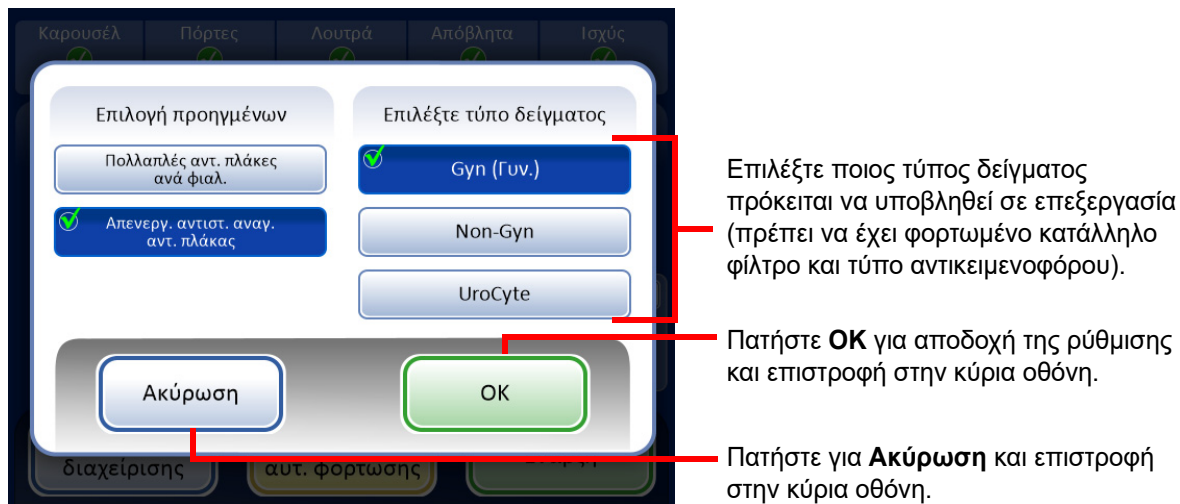 Καρουσέλ Πόρτες Λουτρά Απόβλητα Ισχύς
Επιλογή προηγμένων
Επιλέξτε τύπο δείγματος
Πολλαπλές αντ. πλάκες
ανά φιαλ.
Απενεργ. αντιστ. αναγ.
αντ. πλάκας
Gyn (Γυν.)
Non-Gyn
UroCyte
Ακύρωση
OK
διαχείρισης
αυτ. φόρτωσης
Επιλέξτε ποιος τύπος δείγματος
πρόκειται να υποβληθεί σε επεξεργασία
(πρέπει να έχει φορτωμένο κατάλληλο
φίλτρο και τύπο αντικειμενοφόρου).
Πατήστε OK για αποδοχή της ρύθμισης
και επιστροφή στην κύρια οθόνη.
Πατήστε για Ακύρωση και επιστροφή
στην κύρια οθόνη.